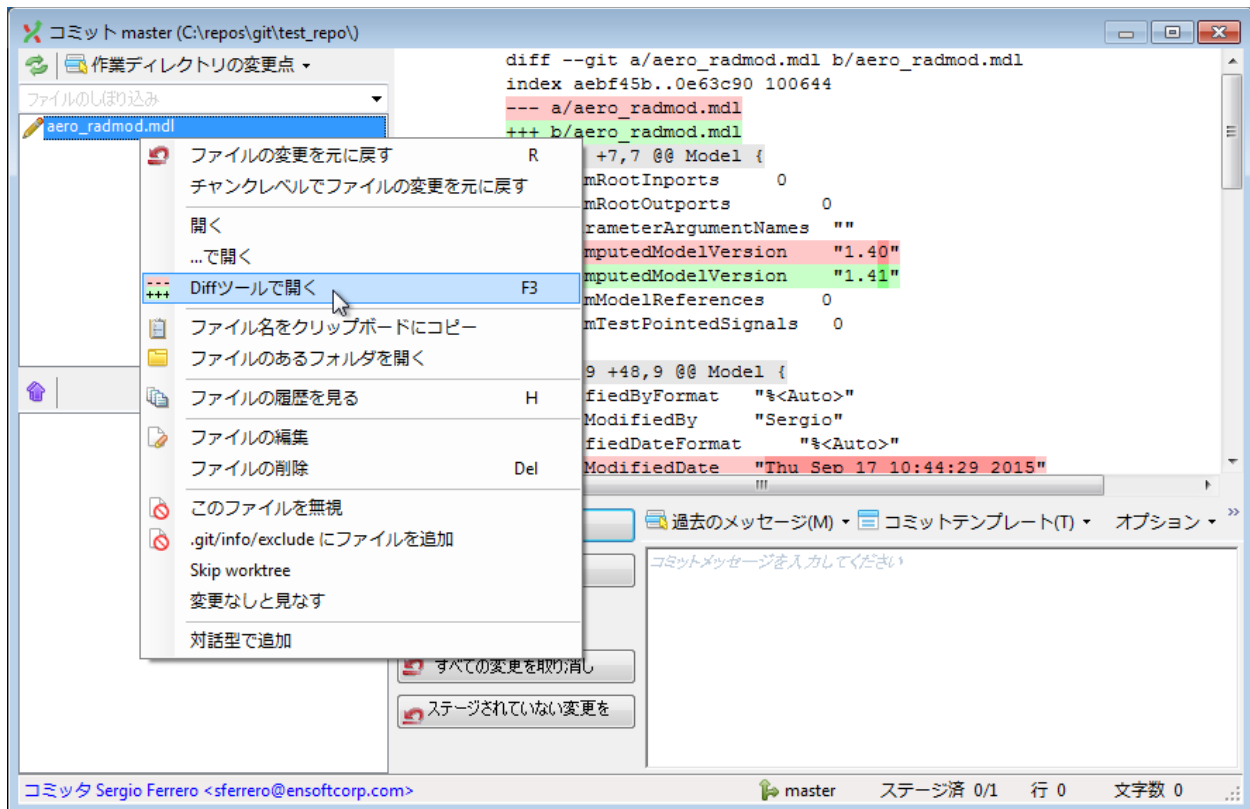 コミット master (C:\repos\git\test_repo\)
作業ディレクトリの変更点
ファイルのしぼり込み
aero_radmod.mdl
ファイルの変更を元に戻す R
チャンクレベルでファイルの変更を元に戻す
開く
...で開く
Diffツールで開く F3
ファイル名をクリップボードにコピー
ファイルのあるフォルダを開く
ファイルの履歴を見る H
ファイルの編集
ファイルの削除 Del
このファイルを無視
.git/info/exclude にファイルを追加
Skip worktree
変更なしと見なす
対話型で追加
diff --git a/aero_radmod.mdl b/aero_radmod.mdl
index aebf45b..0e63c90 100644
--- a/aero_radmod.mdl
+++ b/aero_radmod.mdl
+7,7 @@ Model {
mRootInports 0
mRootOutports 0
rameterArgumentNames ""
mputedModelVersion "1.40"
mputedModelVersion "1.41"
mModelReferences 0
mTestPointedSignals 0
9 +48,9 @@ Model {
fiedByFormat "%<Auto>"
ModifiedBy "Sergio"
fiedDateFormat "%<Auto>"
ModifiedDate "Thu Sep 17 10:44:29 2015"
過去のメッセージ(M) コミットテンプレート(T) オプション
コミットメッセージを入力してください
すべての変更を取り消し
ステージされていない変更を
コミッタ Sergio Ferrero <sferrero@ensoftcorp.com> master ステージ済 0/1 行 0 文字数 0